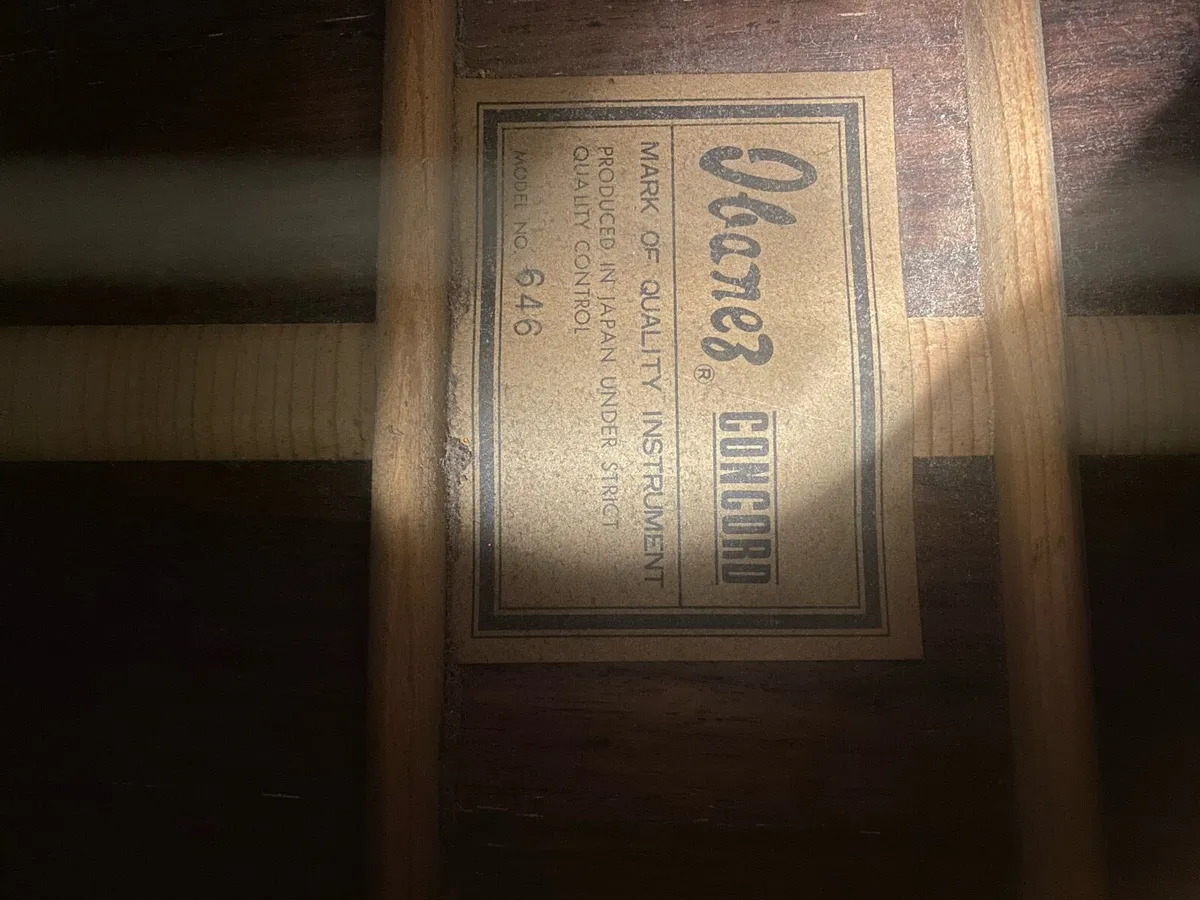 Ibanez® CONCORD
MARK OF QUALITY INSTRUMENT
PRODUCED IN JAPAN UNDER STRICT
QUALITY CONTROL
MODEL NO. 646